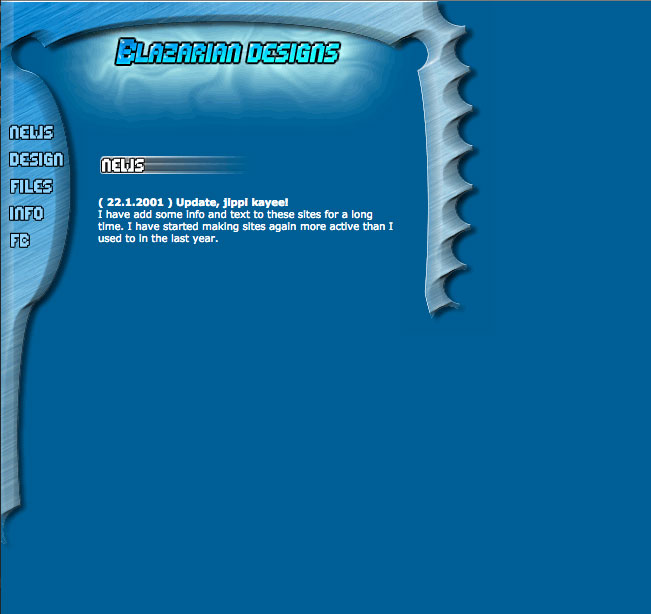 Elazarian designs
NEWS
DESIGN
FILES
INFO
FC
NEWS
( 22.1.2001 ) Update, jippi kayee!
I have add some info and text to these sites for a long
time. I have started making sites again more active than I
used to in the last year.